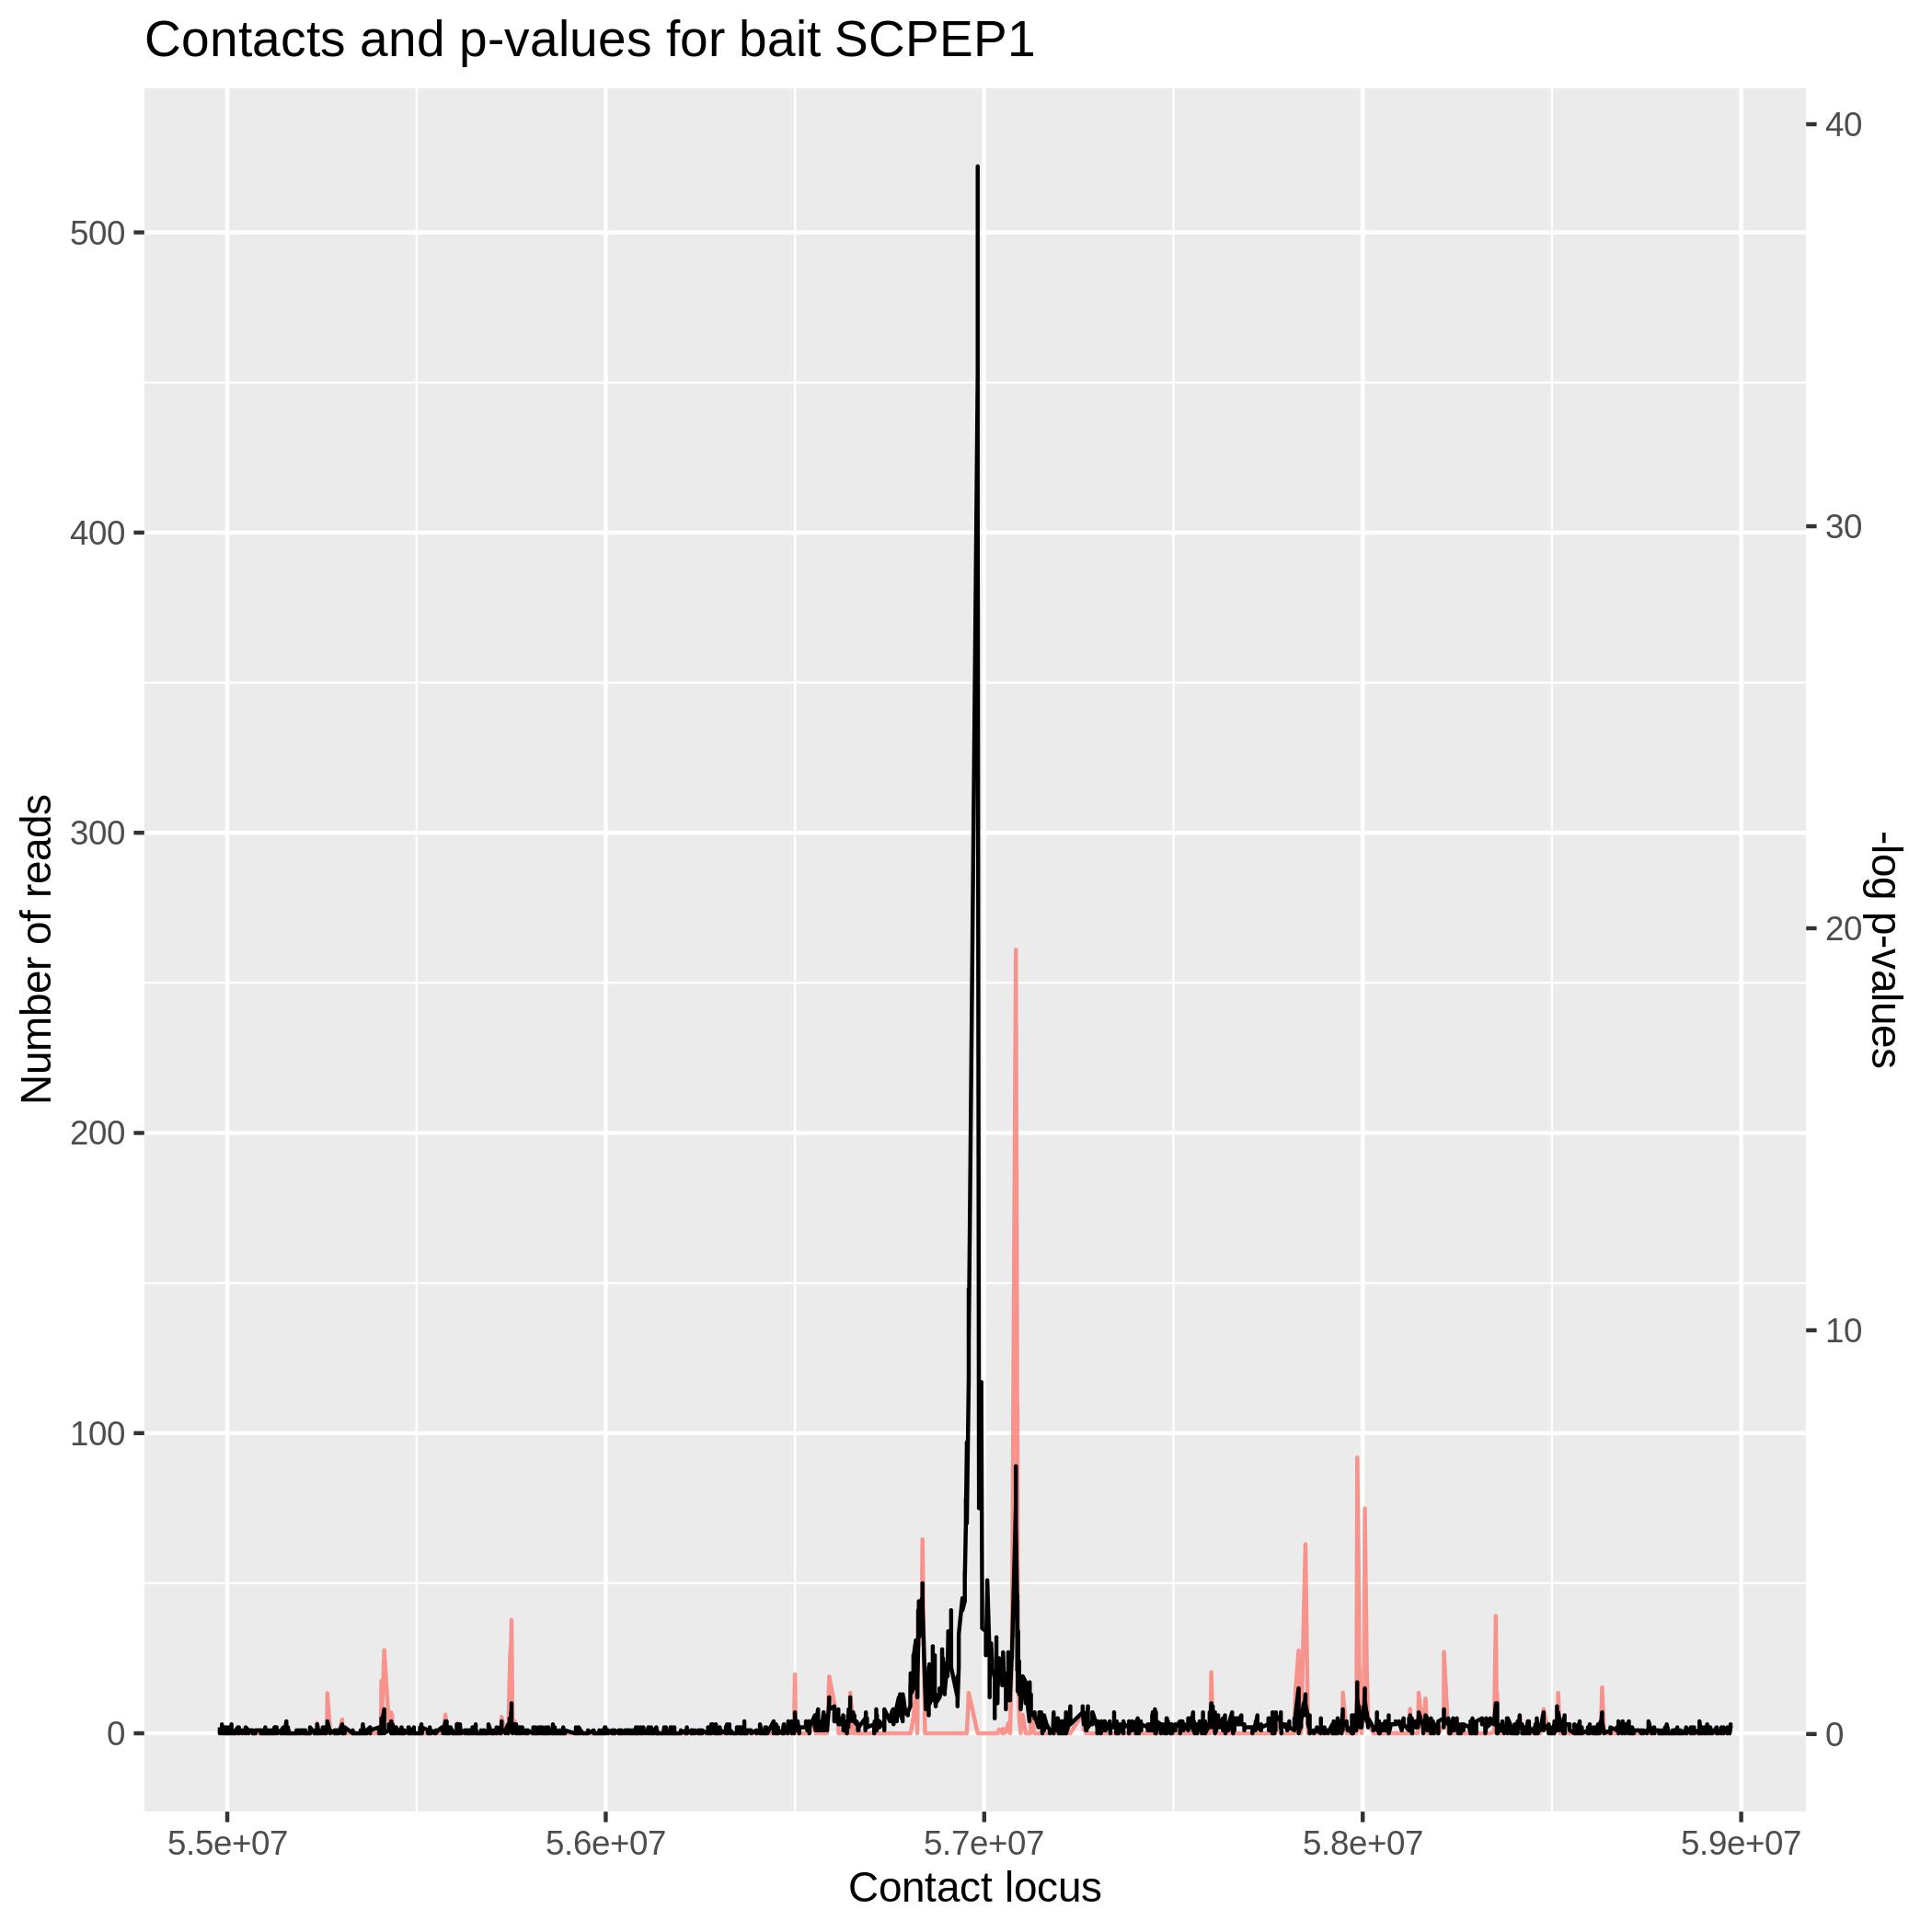 Contacts and p-values for bait SCPEP1
500
400
300
200
100
0
Number of reads
40
30
20
10
0
-log p-values
5.5e+07 5.6e+07 5.7e+07 5.8e+07 5.9e+07
Contact locus